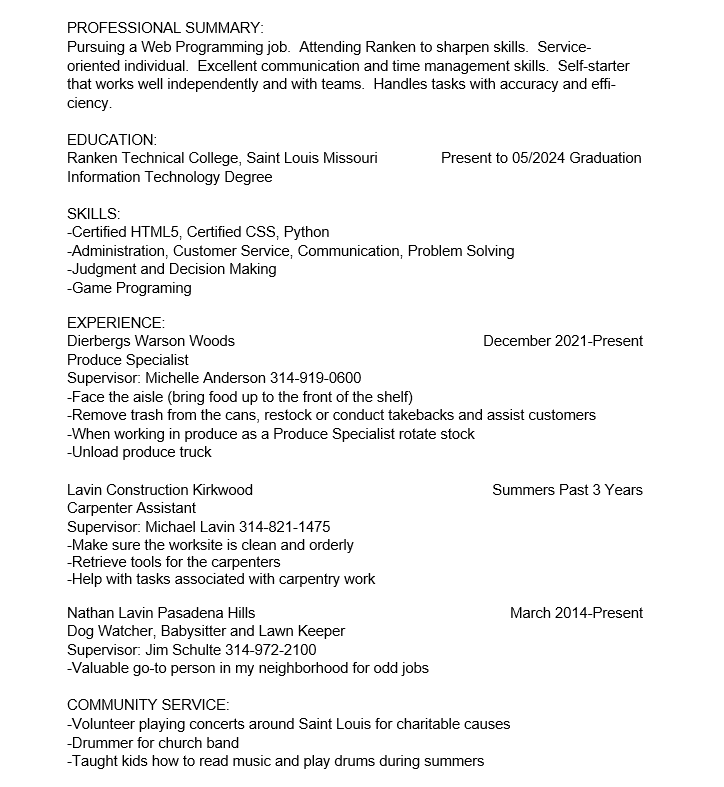 PROFESSIONAL SUMMARY:
Pursuing a Web Programming job.  Attending Ranken to sharpen skills.  Service-
oriented individual.  Excellent communication and time management skills.  Self-starter
that works well independently and with teams.  Handles tasks with accuracy and effi-
ciency.
EDUCATION:
Ranken Technical College, Saint Louis Missouri Present to 05/2024 Graduation
Information Technology Degree
SKILLS:
-Certified HTML5, Certified CSS, Python
-Administration, Customer Service, Communication, Problem Solving
-Judgment and Decision Making
-Game Programing
EXPERIENCE:
Dierbergs Warson Woods December 2021-Present
Produce Specialist
Supervisor: Michelle Anderson 314-919-0600
-Face the aisle (bring food up to the front of the shelf)
-Remove trash from the cans, restock or conduct takebacks and assist customers
-When working in produce as a Produce Specialist rotate stock
-Unload produce truck
Lavin Construction Kirkwood Summers Past 3 Years
Carpenter Assistant
Supervisor: Michael Lavin 314-821-1475
-Make sure the worksite is clean and orderly
-Retrieve tools for the carpenters
-Help with tasks associated with carpentry work
Nathan Lavin Pasadena Hills March 2014-Present
Dog Watcher, Babysitter and Lawn Keeper
Supervisor: Jim Schulte 314-972-2100
-Valuable go-to person in my neighborhood for odd jobs
COMMUNITY SERVICE:
-Volunteer playing concerts around Saint Louis for charitable causes
-Drummer for church band
-Taught kids how to read music and play drums during summers